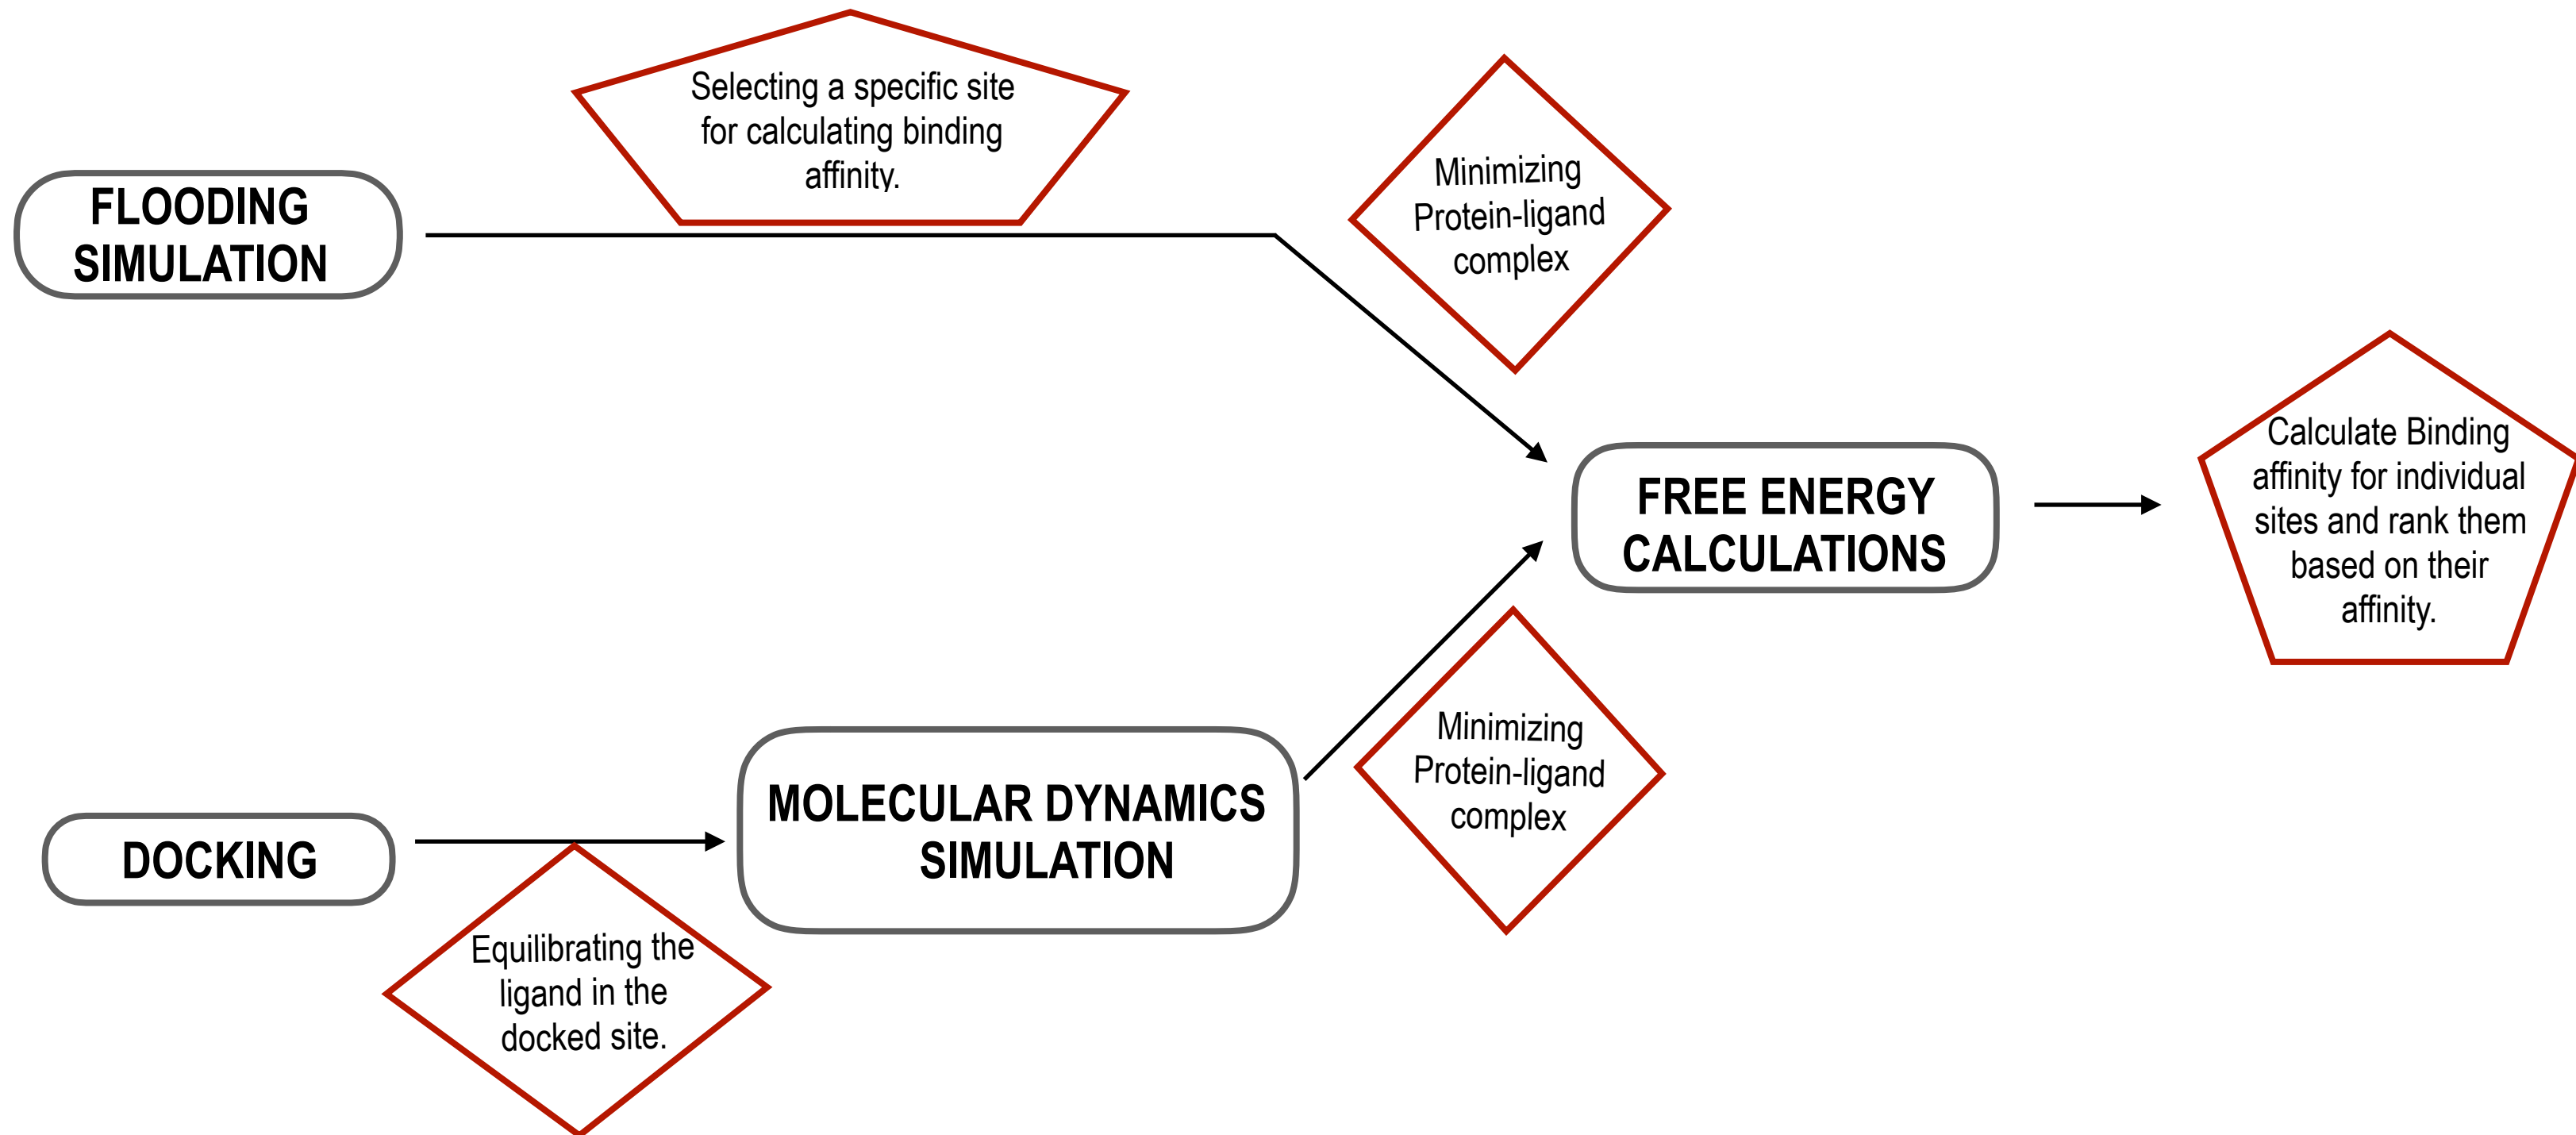 Selecting a specific site
for calculating binding
affinity.
FLOODING
SIMULATION
Minimizing
Protein-ligand
complex
FREE ENERGY
CALCULATIONS
Calculate Binding
affinity for individual
sites and rank them
based on their
affinity.
DOCKING
Equilibrating the
ligand in the
docked site.
MOLECULAR DYNAMICS
SIMULATION
Minimizing
Protein-ligand
complex